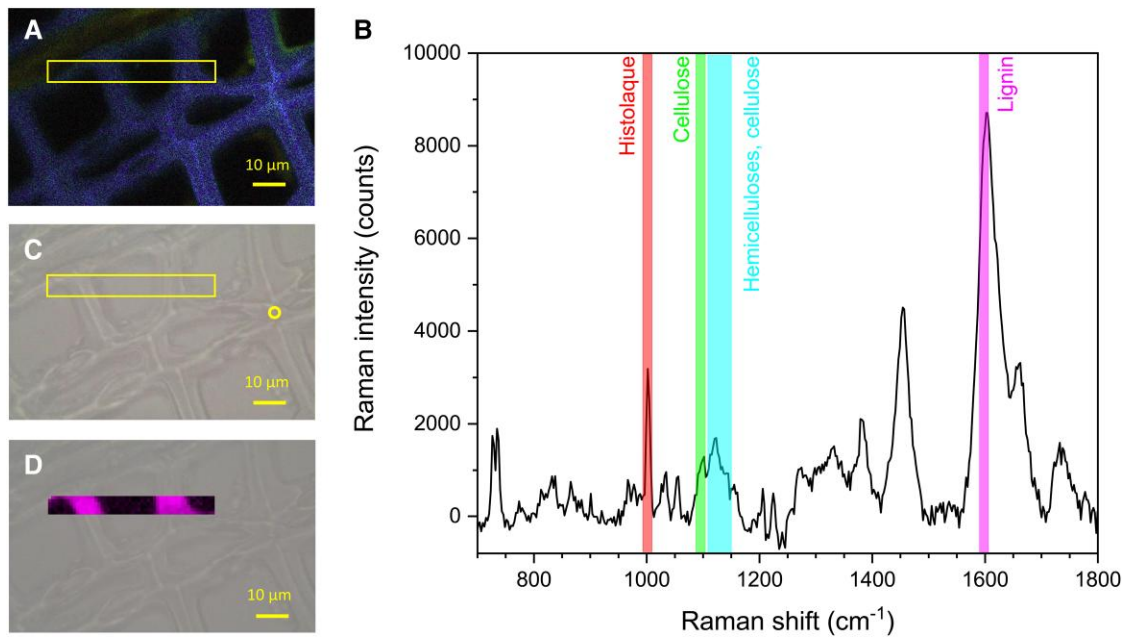 A
10 µm
C
10 µm
D
10 µm
B
Raman intensity (counts)
10000
8000
6000
4000
2000
0
Histolaque
Cellulose
Hemicelluloses, cellulose
Lignin
800
1000
1200
1400
1600
1800
Raman shift (cm⁻¹)